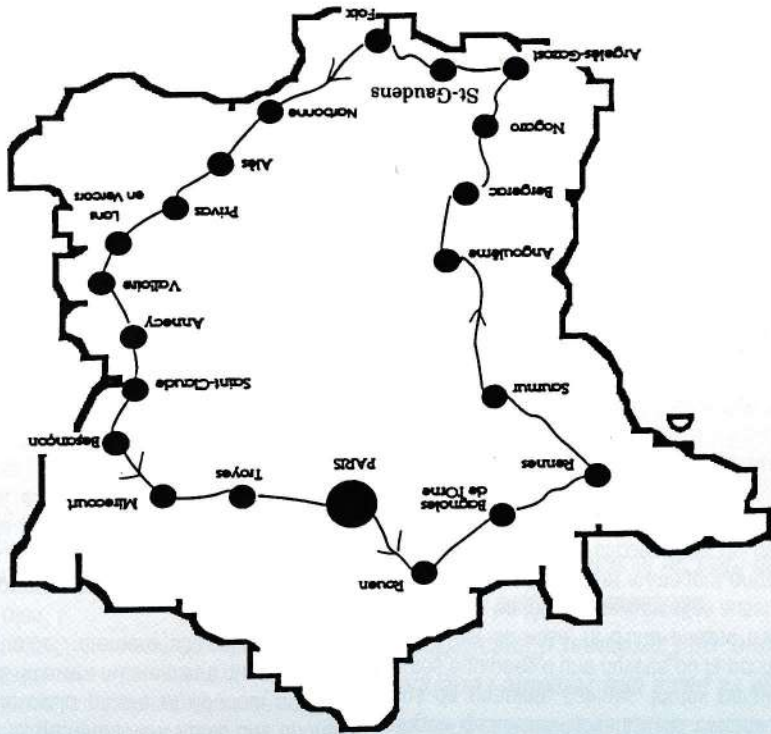 Rouen
Bagnoles
de l'Orne
PARIS
Troyes
Mirecourt
Rennes
Besançon
Saumur
Saint-Claude
Annecy
Valloire
Angoulême
Lans
en Vercors
Bergerac
Privas
Alès
Nogaro
Narbonne
St-Gaudens
Argelès-Gazost
Foix